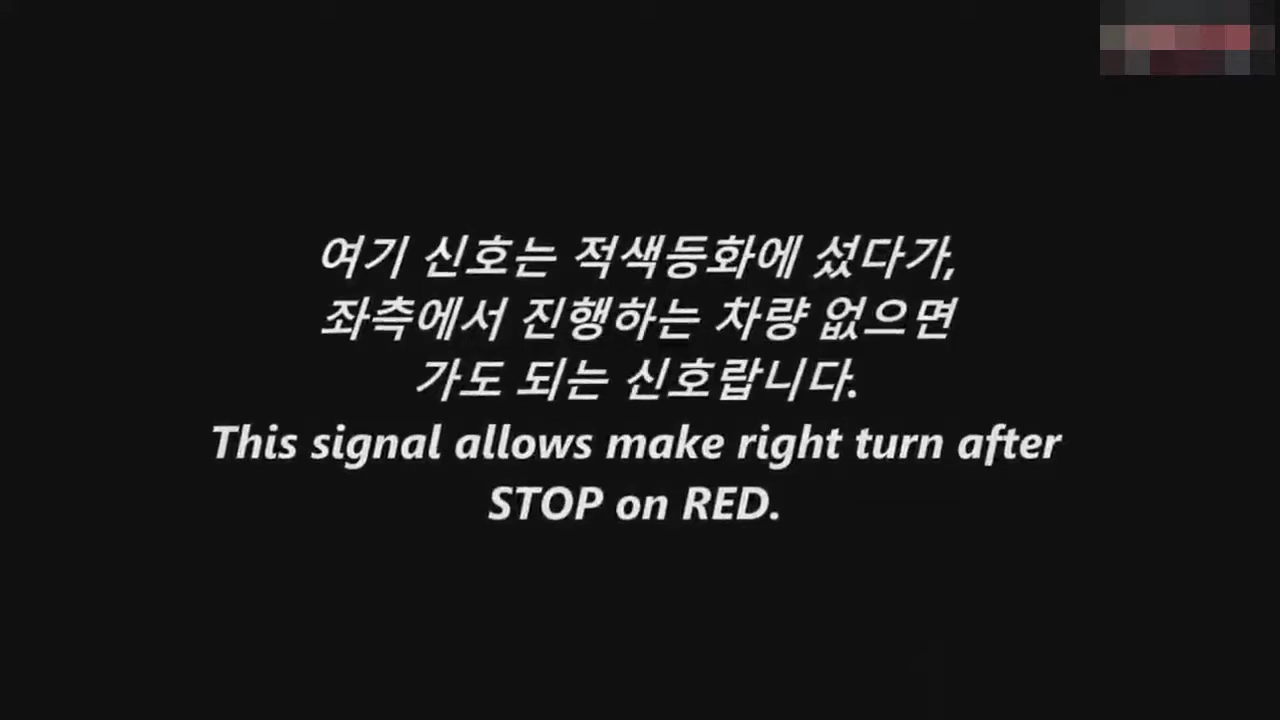 여기 신호는 적색등화에 섰다가,
좌측에서 진행하는 차량 없으면
가도 되는 신호랍니다.
This signal allows make right turn after
STOP on RED.